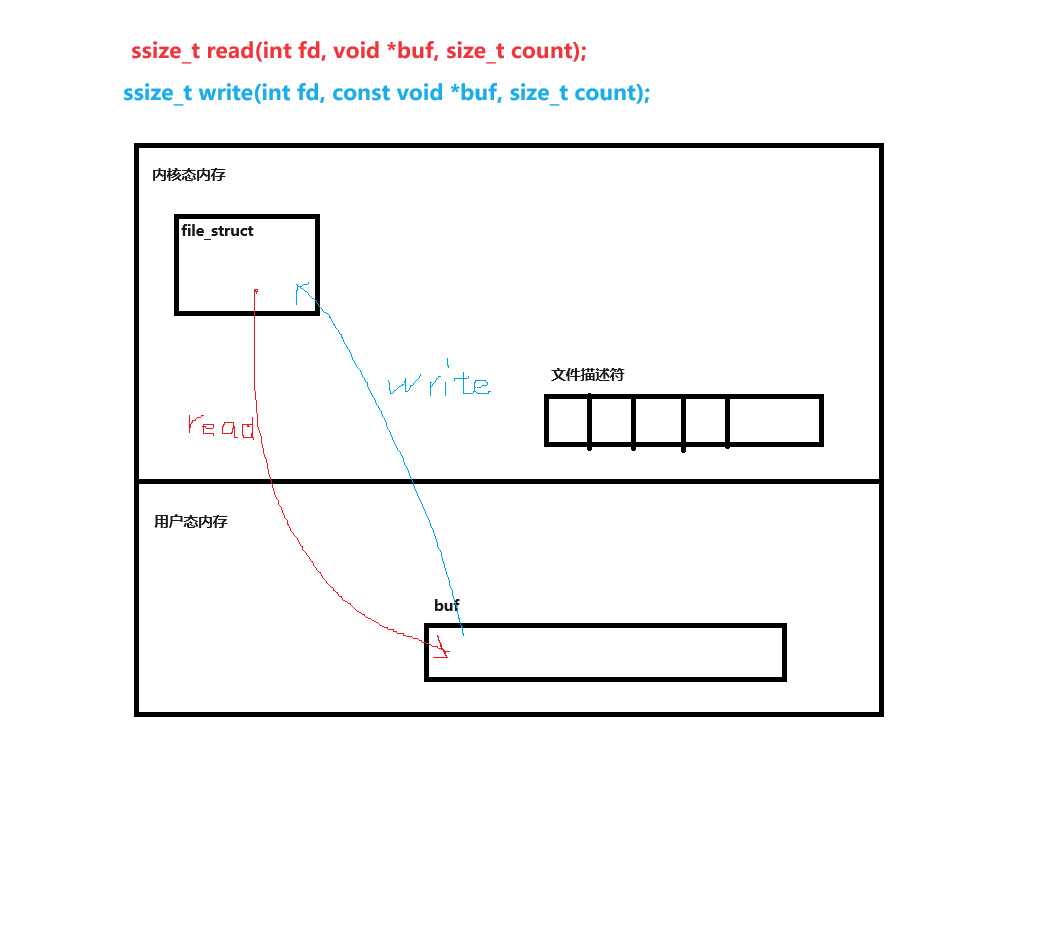 ssize_t read(int fd, void *buf, size_t count);
ssize_t write(int fd, const void *buf, size_t count);
内核态内存
file_struct
write
文件描述符
read
用户态内存
buf